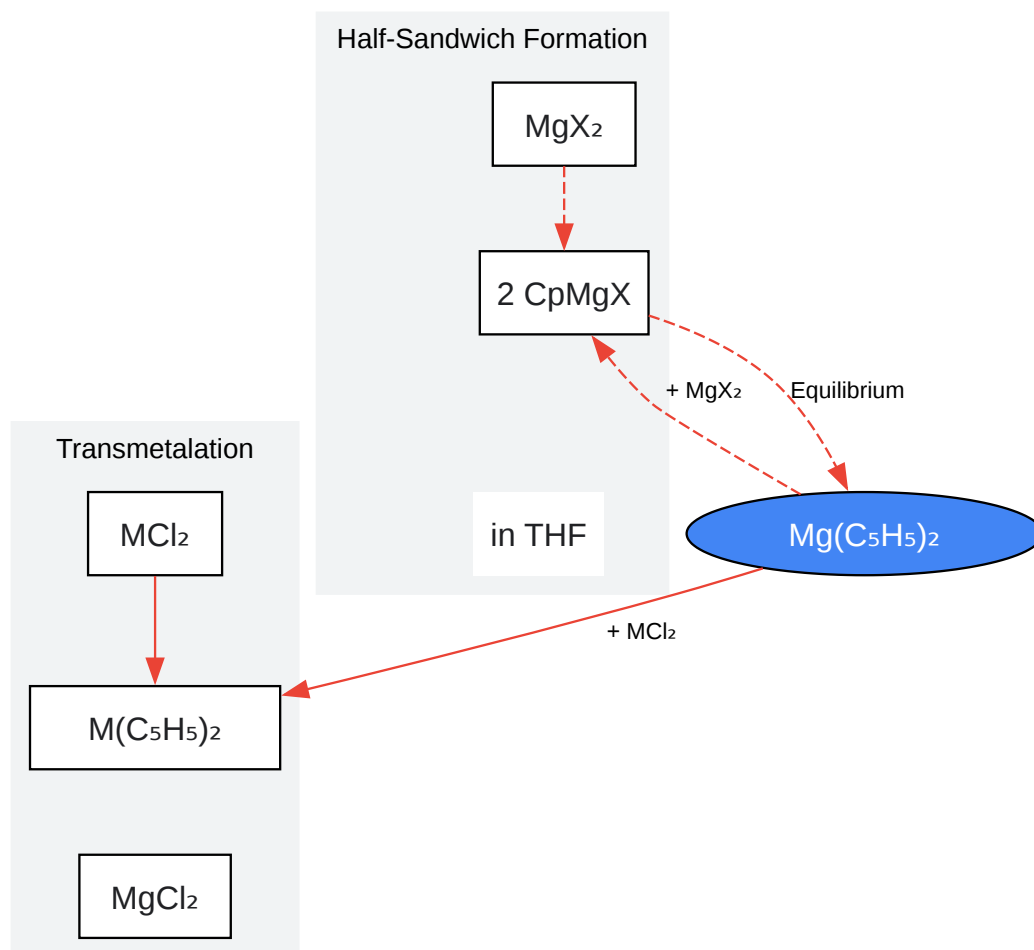 Half-Sandwich Formation
MgX₂
2 CpMgX
+ MgX₂
Equilibrium
Transmetalation
MCl₂
in THF
Mg(C₅H₅)₂
+ MCl₂
M(C₅H₅)₂
MgCl₂